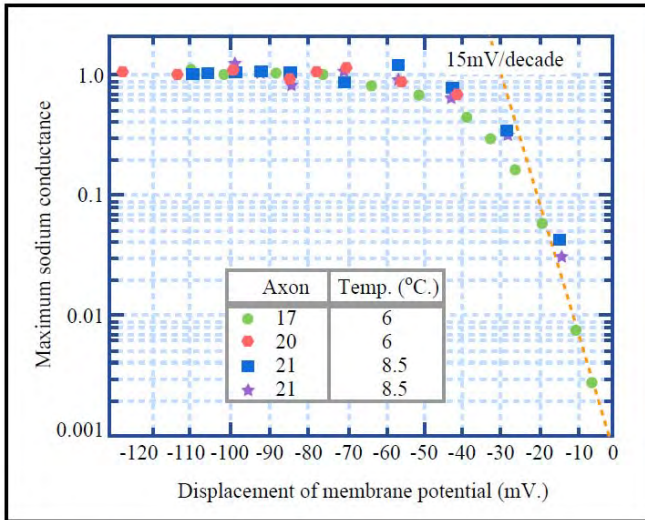 15mV/decade
1.0
0.1
0.01
0.001
Maximum sodium conductance
Axon Temp. (°C.)
17 6
20 6
21 8.5
21 8.5
-120 -110 -100 -90 -80 -70 -60 -50 -40 -30 -20 -10 0
Displacement of membrane potential (mV.)